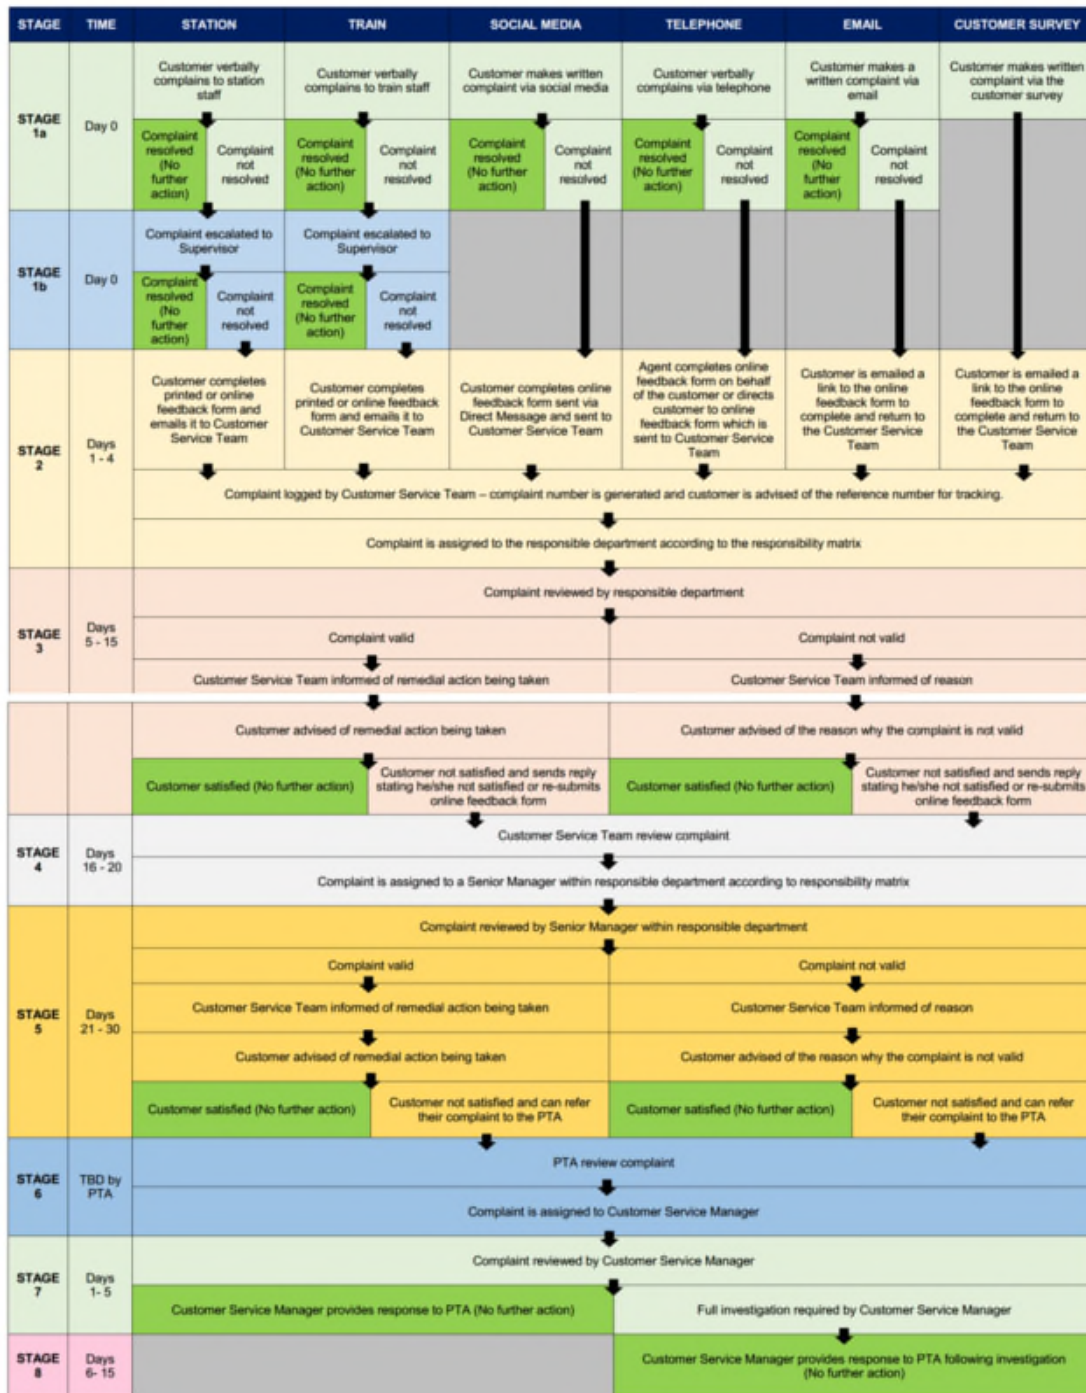 STAGE TIME STATION TRAIN SOCIAL MEDIA TELEPHONE EMAIL CUSTOMER SURVEY
STAGE
1a
Day 0
Customer verbally
complains to station
staff
Customer verbally
complains to train staff
Customer makes written
complaint via social media
Customer verbally
complains via telephone
Customer makes a
written complaint via
email
Customer makes written
complaint via the
customer survey
Complaint
resolved
(No
further
action)
Complaint
not
resolved
Complaint
resolved
(No further
action)
Complaint
not
resolved
Complaint
resolved
(No further
action)
Complaint
not
resolved
Complaint
resolved
(No further
action)
Complaint
not
resolved
Complaint
resolved
(No
further
action)
Complaint
not
resolved
STAGE
1b
Day 0
Complaint escalated to
Supervisor
Complaint escalated to
Supervisor
Complaint
resolved
(No
further
action)
Complaint
not
resolved
Complaint
resolved
(No further
action)
Complaint
not
resolved
STAGE
2
Days
1 - 4
Customer completes
printed or online
feedback form and
emails it to Customer
Service Team
Customer completes
printed or online feedback
form and emails it to
Customer Service Team
Customer completes online
feedback form sent via
Direct Message and sent to
Customer Service Team
Agent completes online
feedback form on behalf
of the customer or directs
customer to online
feedback form which is
sent to Customer Service
Team
Customer is emailed
a link to the online
feedback form to
complete and return to
the Customer Service
Team
Customer is emailed a
link to the online
feedback form to
complete and return to
the Customer Service
Team
Complaint logged by Customer Service Team – complaint number is generated and customer is advised of the reference number for tracking.
Complaint is assigned to the responsible department according to the responsibility matrix
STAGE
3
Days
5 - 15
Complaint reviewed by responsible department
Complaint valid
Complaint not valid
Customer Service Team informed of remedial action being taken
Customer Service Team informed of reason
Customer advised of remedial action being taken
Customer advised of the reason why the complaint is not valid
Customer satisfied (No further action)
Customer not satisfied and sends reply
stating he/she not satisfied or re-submits
online feedback form
Customer satisfied (No further action)
Customer not satisfied and sends reply
stating he/she not satisfied or re-submits
online feedback form
STAGE
4
Days
16 - 20
Customer Service Team review complaint
Complaint is assigned to a Senior Manager within responsible department according to responsibility matrix
STAGE
5
Days
21 - 30
Complaint reviewed by Senior Manager within responsible department
Complaint valid
Complaint not valid
Customer Service Team informed of remedial action being taken
Customer Service Team informed of reason
Customer advised of remedial action being taken
Customer advised of the reason why the complaint is not valid
Customer satisfied (No further action)
Customer not satisfied and can refer
their complaint to the PTA
Customer satisfied (No further action)
Customer not satisfied and can refer
their complaint to the PTA
STAGE
6
TBD by
PTA
PTA review complaint
Complaint is assigned to Customer Service Manager
STAGE
7
Days
1- 5
Complaint reviewed by Customer Service Manager
Customer Service Manager provides response to PTA (No further action)
Full investigation required by Customer Service Manager
STAGE
8
Days
6- 15
Customer Service Manager provides response to PTA following investigation
(No further action)